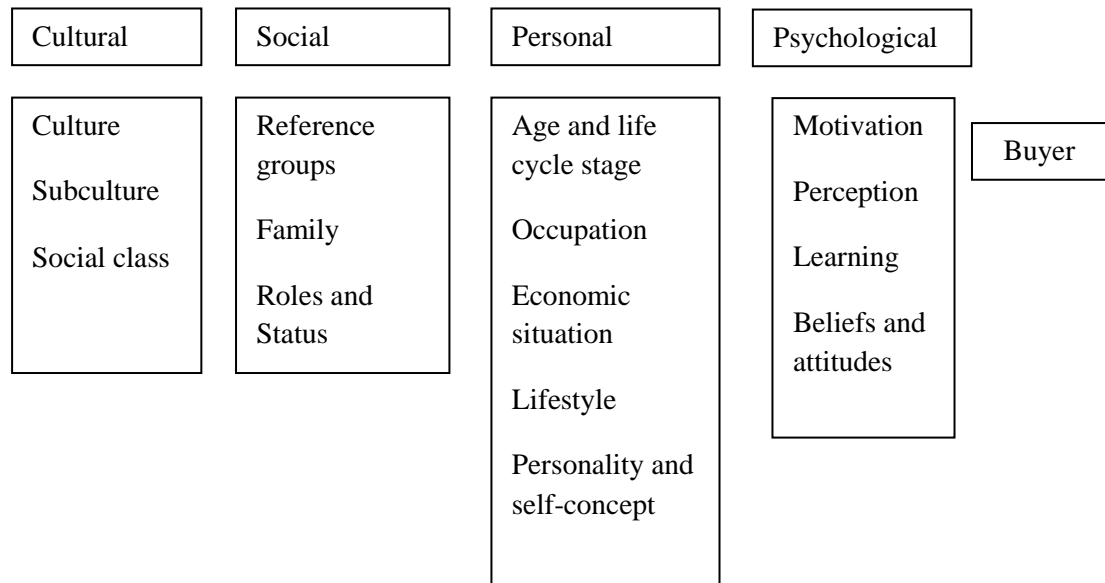 Cultural
Social
Personal
Psychological
Culture
Subculture
Social class
Reference
groups
Family
Roles and
Status
Age and life
cycle stage
Occupation
Economic
situation
Lifestyle
Personality and
self-concept
Motivation
Perception
Learning
Beliefs and
attitudes
Buyer